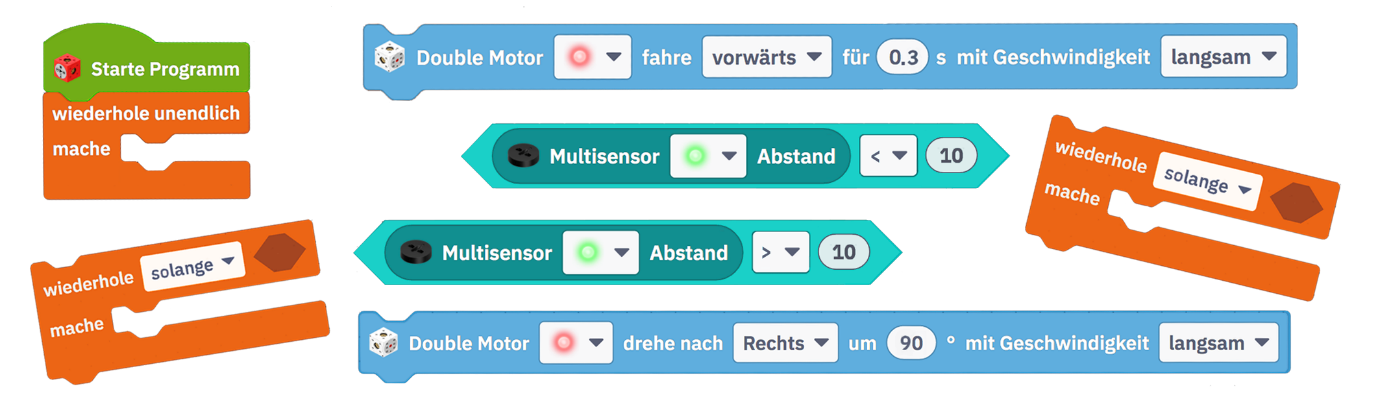 Starte Programm
wiederhole unendlich
mache
Double Motor fahre vorwärts für 0.3 s mit Geschwindigkeit langsam
Multisensor Abstand < 10
wiederhole solange
mache
Multisensor Abstand > 10
wiederhole solange
mache
Double Motor drehe nach Rechts um 90 ° mit Geschwindigkeit langsam